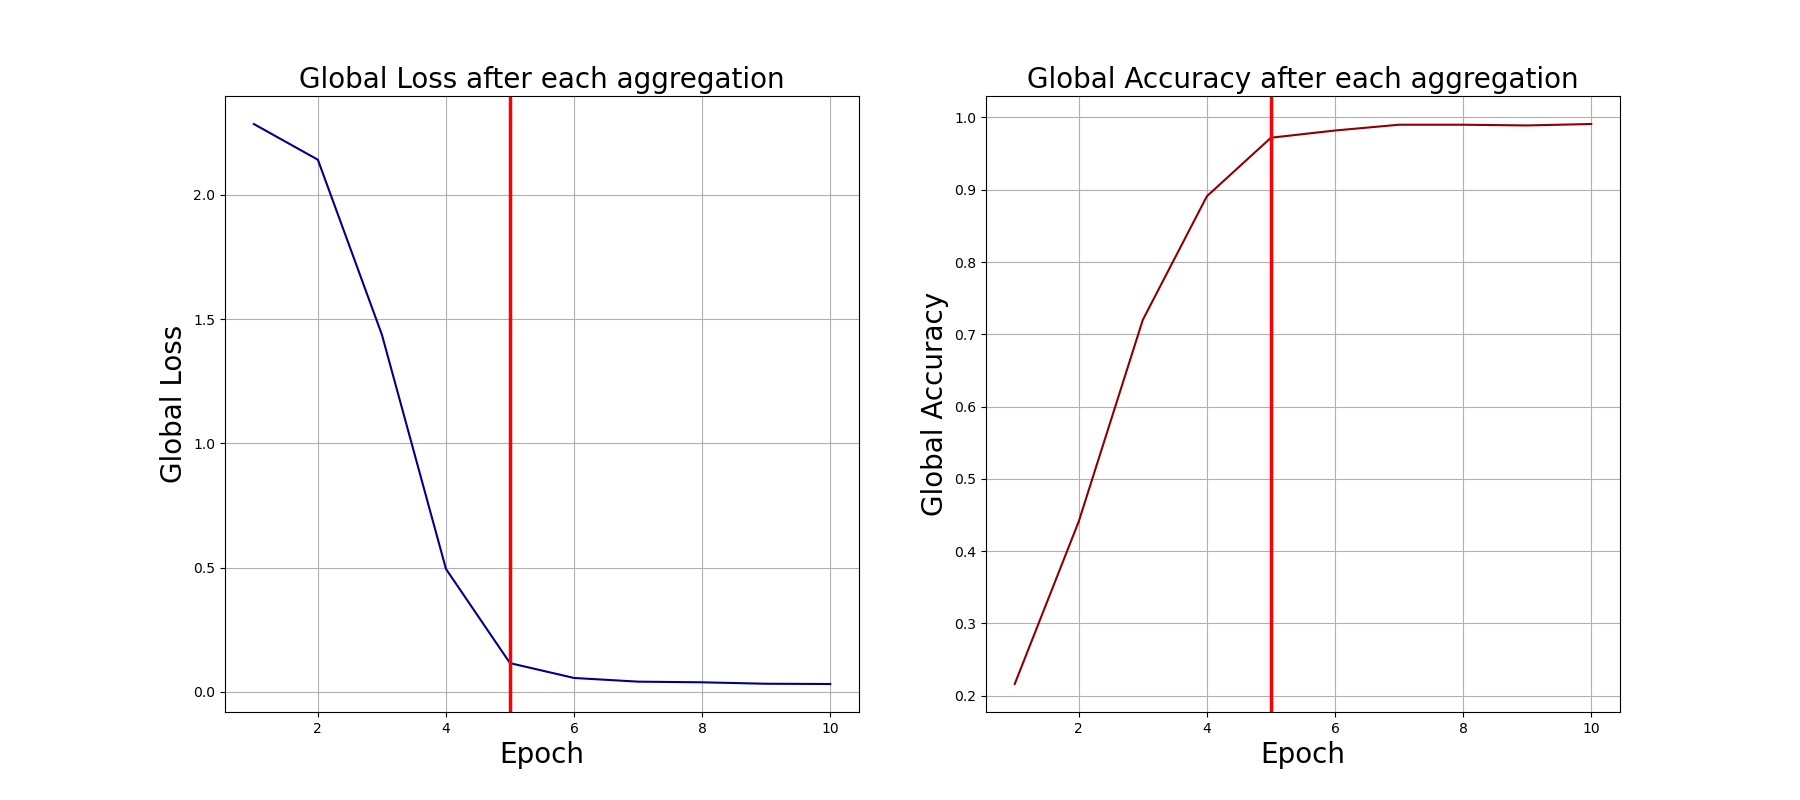 Global Loss after each aggregation
Global Loss
2.0
1.5
1.0
0.5
0.0
2 4 6 8 10
Epoch
Global Accuracy after each aggregation
Global Accuracy
1.0
0.9
0.8
0.7
0.6
0.5
0.4
0.3
0.2
2 4 6 8 10
Epoch